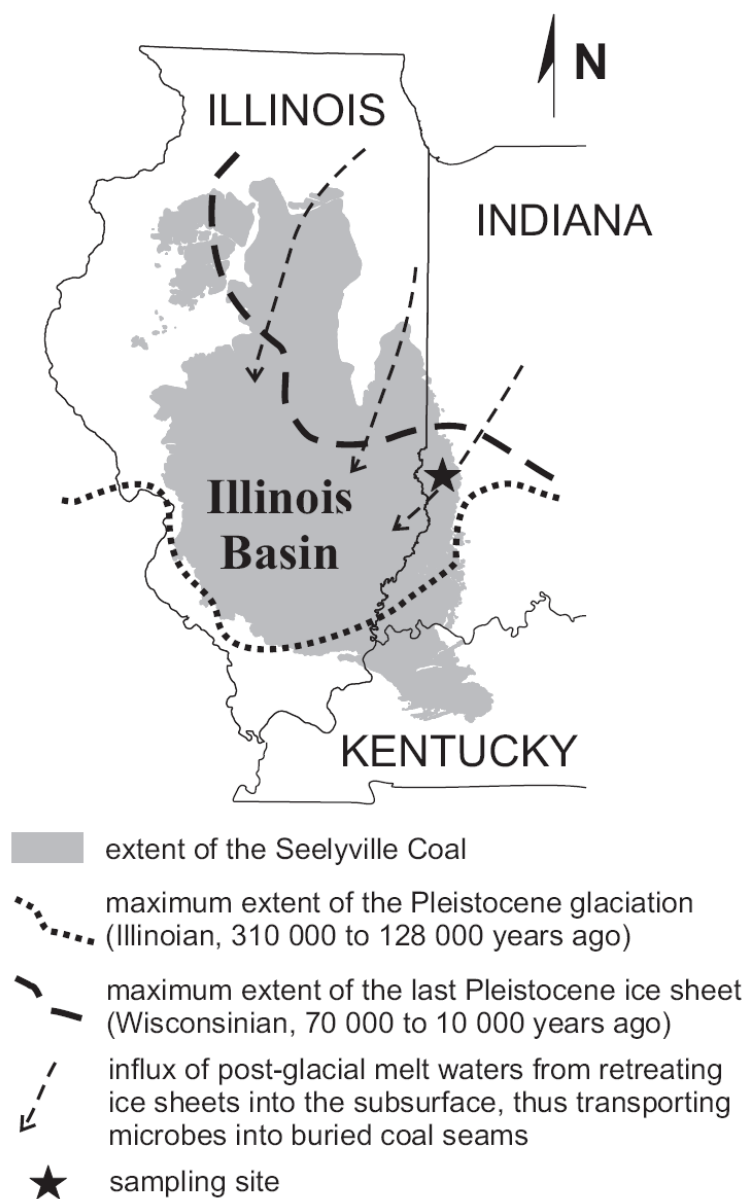 N
ILLINOIS
INDIANA
Illinois
Basin
KENTUCKY
extent of the Seelyville Coal
maximum extent of the Pleistocene glaciation
(Illinoian, 310 000 to 128 000 years ago)
maximum extent of the last Pleistocene ice sheet
(Wisconsinian, 70 000 to 10 000 years ago)
influx of post-glacial melt waters from retreating
ice sheets into the subsurface, thus transporting
microbes into buried coal seams
sampling site